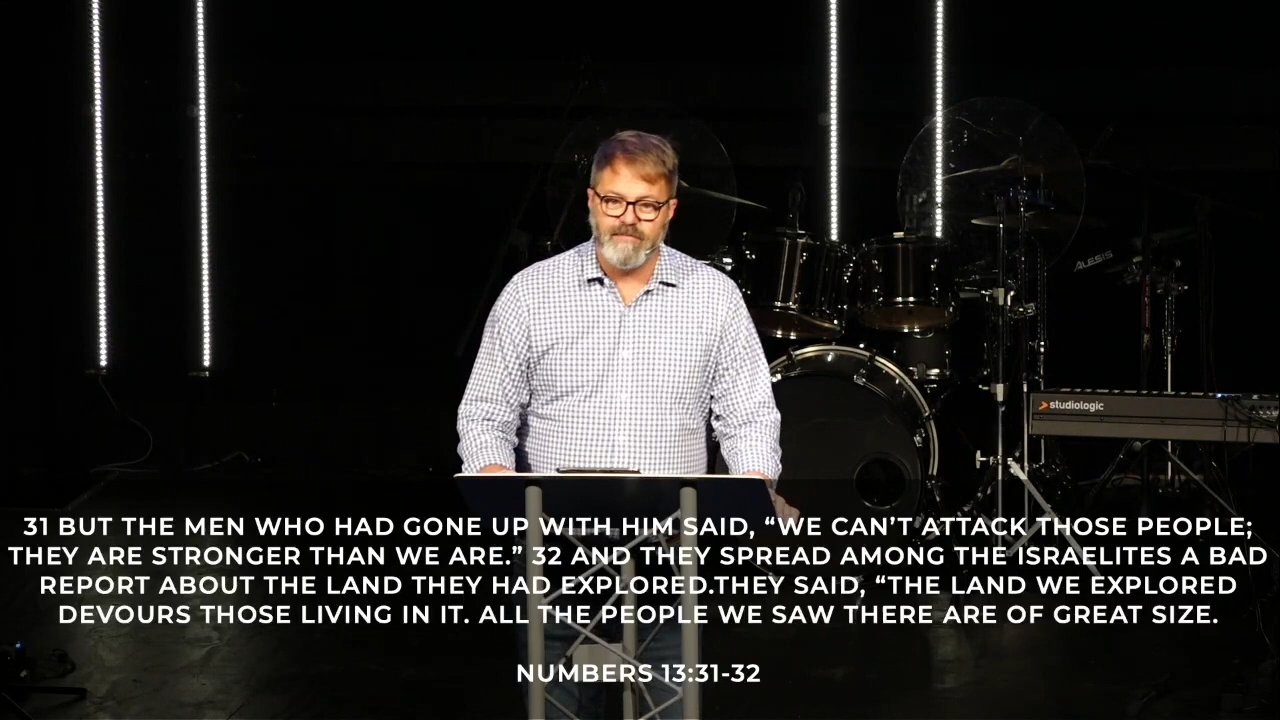 ALESIS
studiologic
31 BUT THE MEN WHO HAD GONE UP WITH HIM SAID, “WE CAN’T ATTACK THOSE PEOPLE;
THEY ARE STRONGER THAN WE ARE.” 32 AND THEY SPREAD AMONG THE ISRAELITES A BAD
REPORT ABOUT THE LAND THEY HAD EXPLORED.THEY SAID, “THE LAND WE EXPLORED
DEVOURS THOSE LIVING IN IT. ALL THE PEOPLE WE SAW THERE ARE OF GREAT SIZE.
NUMBERS 13:31-32